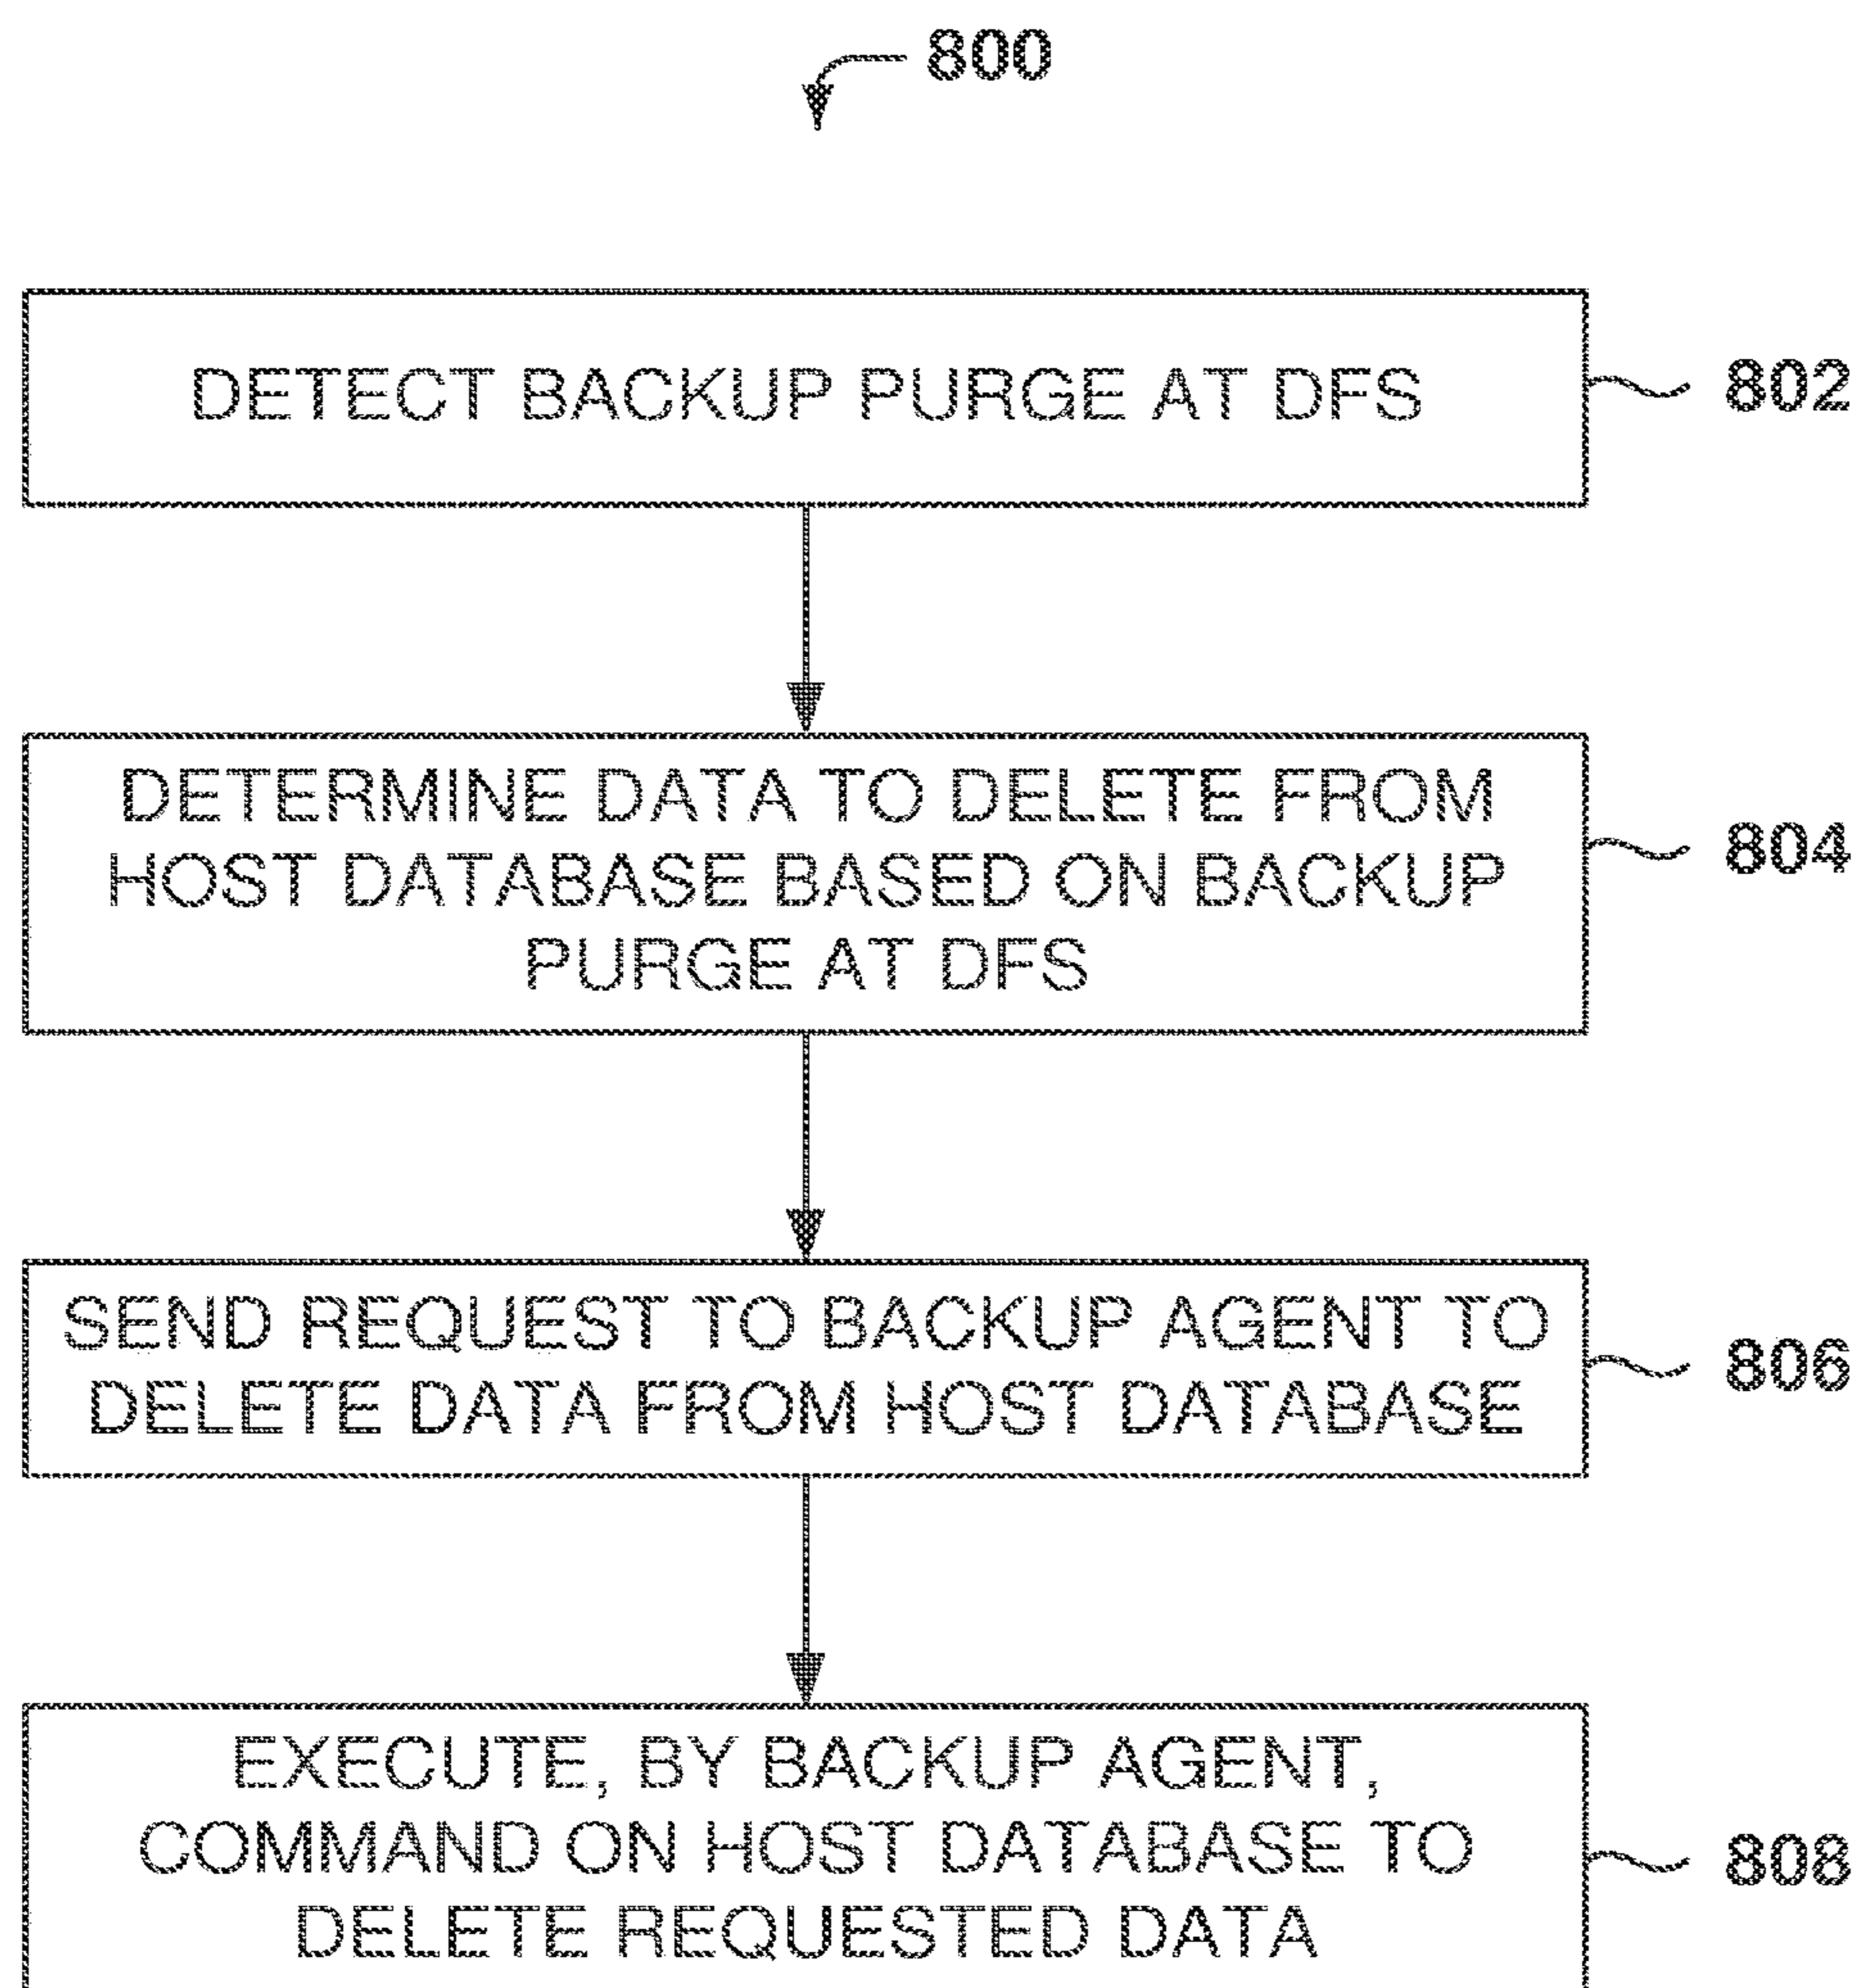 800
DETECT BACKUP PURGE AT DFS
802
DETERMINE DATA TO DELETE FROM
HOST DATABASE BASED ON BACKUP
PURGE AT DFS
804
SEND REQUEST TO BACKUP AGENT TO
DELETE DATA FROM HOST DATABASE
806
EXECUTE, BY BACKUP AGENT,
COMMAND ON HOST DATABASE TO
DELETE REQUESTED DATA
808